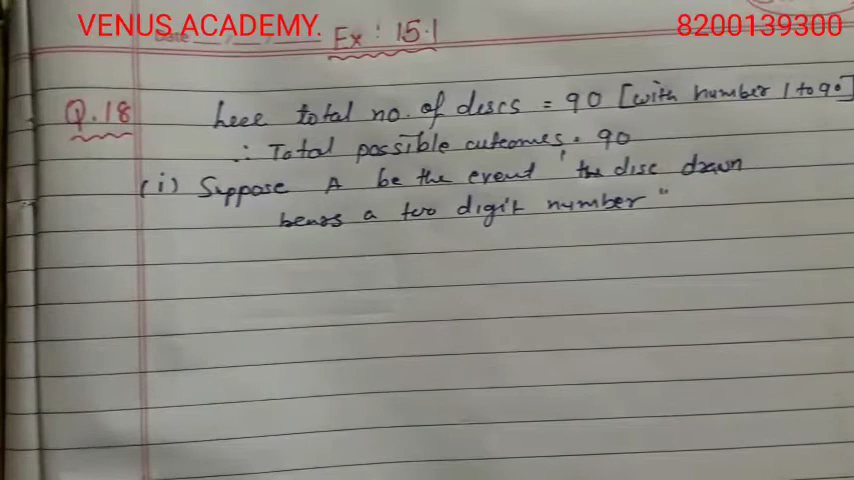 VENUS ACADEMY.
8200139300
Date
Ex : 15.1
Q.18 here total no. of discs = 90 [with number 1 to 90]
∴ Total possible outcomes = 90
(i) Suppose A be the event ' the disc drawn
bears a two digit number "